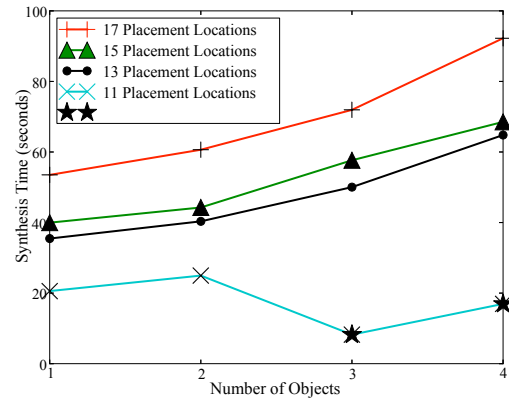 100
80
60
40
20
0
Synthesis Time (seconds)
17 Placement Locations
15 Placement Locations
13 Placement Locations
11 Placement Locations
1 2 3 4
Number of Objects